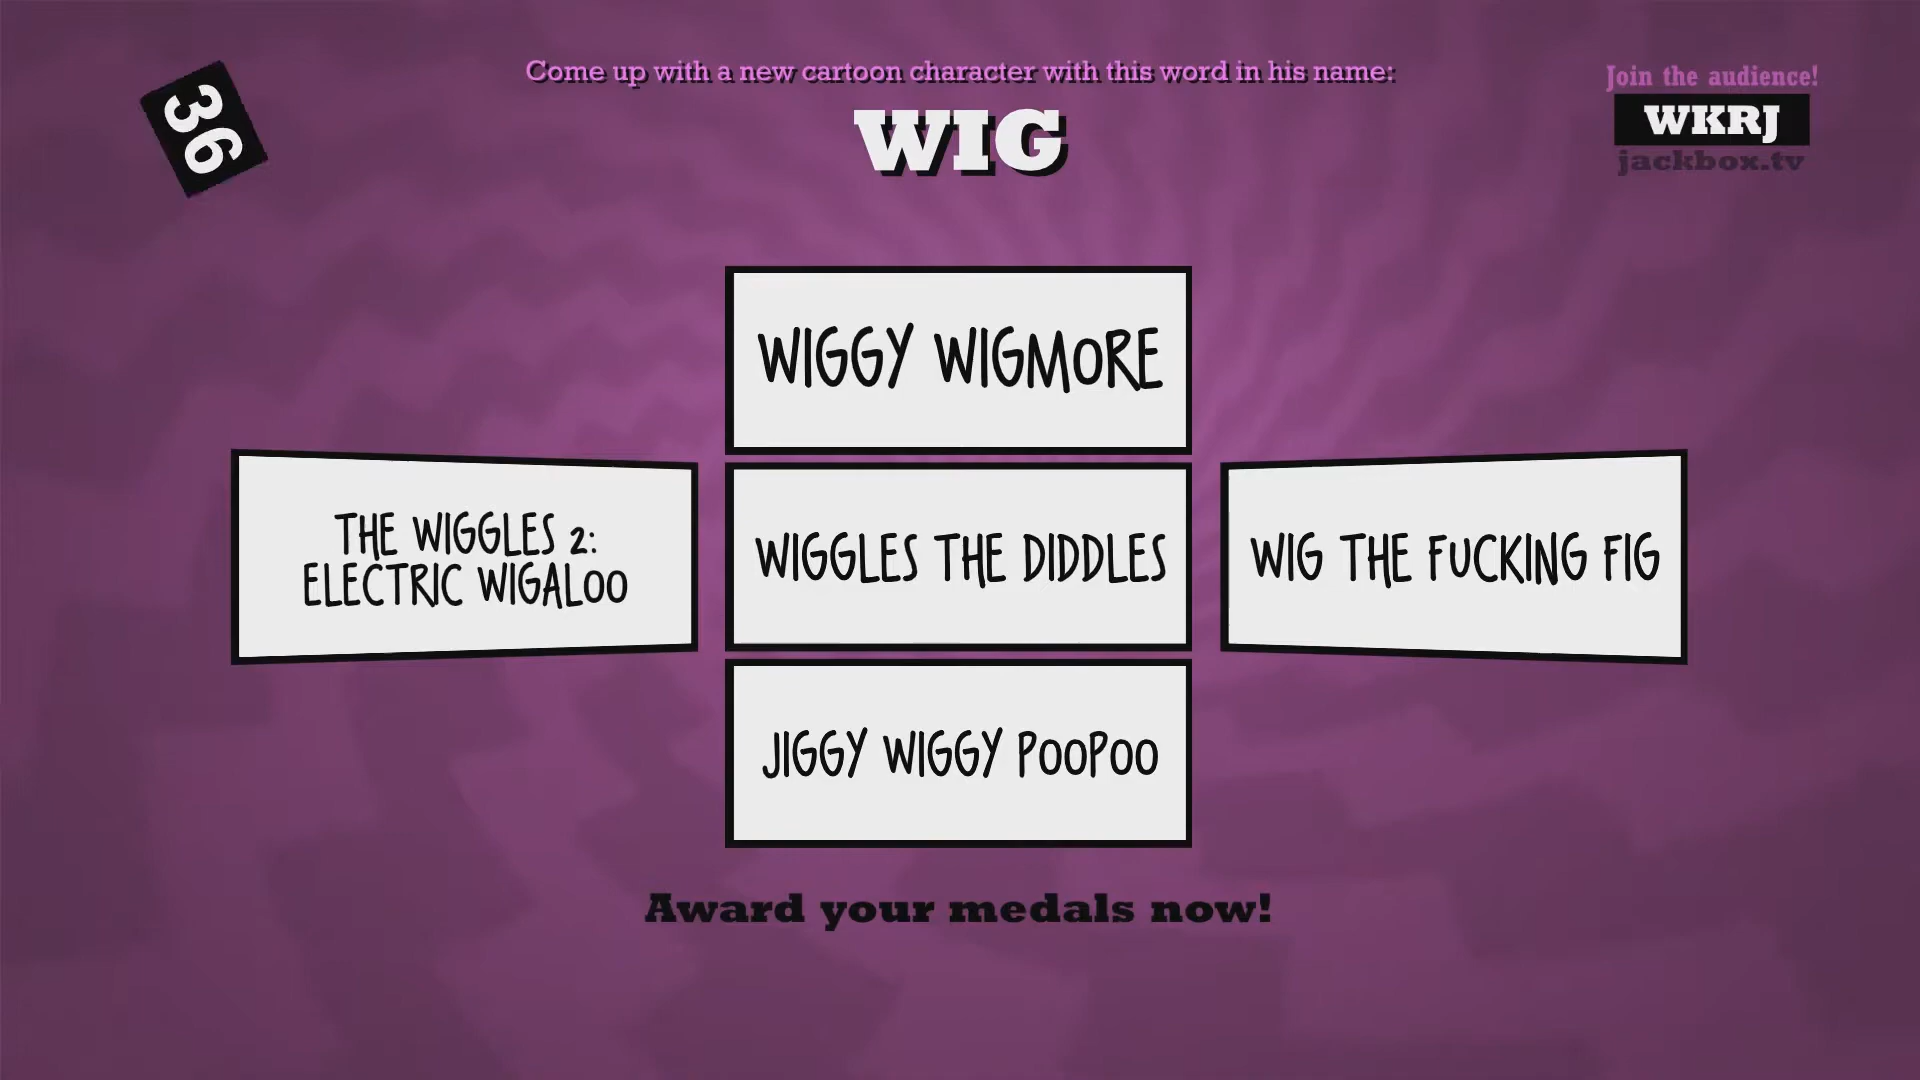 36
Come up with a new cartoon character with this word in his name:
WIG
Join the audience!
WKRJ
jackbox.tv
WIGGY WIGMORE
THE WIGGLES 2:
ELECTRIC WIGALOO
WIGGLES THE DIDDLES
WIG THE FUCKING FIG
JIGGY WIGGY POOPOO
Award your medals now!